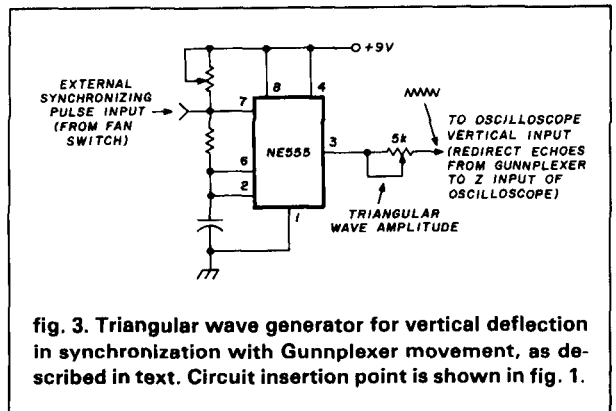 +9V
EXTERNAL
SYNCHRONIZING
PULSE INPUT
(FROM FAN
SWITCH)
8
4
7
NE555
3
5k
6
2
1
TO OSCILLOSCOPE
VERTICAL INPUT
(REDIRECT ECHOES
FROM GUNNPLEXER
TO Z INPUT OF
OSCILLOSCOPE)
TRIANGULAR
WAVE AMPLITUDE
fig. 3. Triangular wave generator for vertical deflection
in synchronization with Gunnplexer movement, as de-
scribed in text. Circuit insertion point is shown in fig. 1.